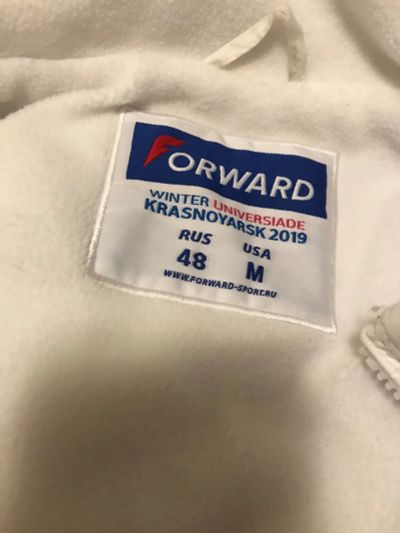 FORWARD
WINTER UNIVERSIADE
KRASNOYARSK 2019
RUS USA
48 M
WWW.FORWARD-SPORT.RU